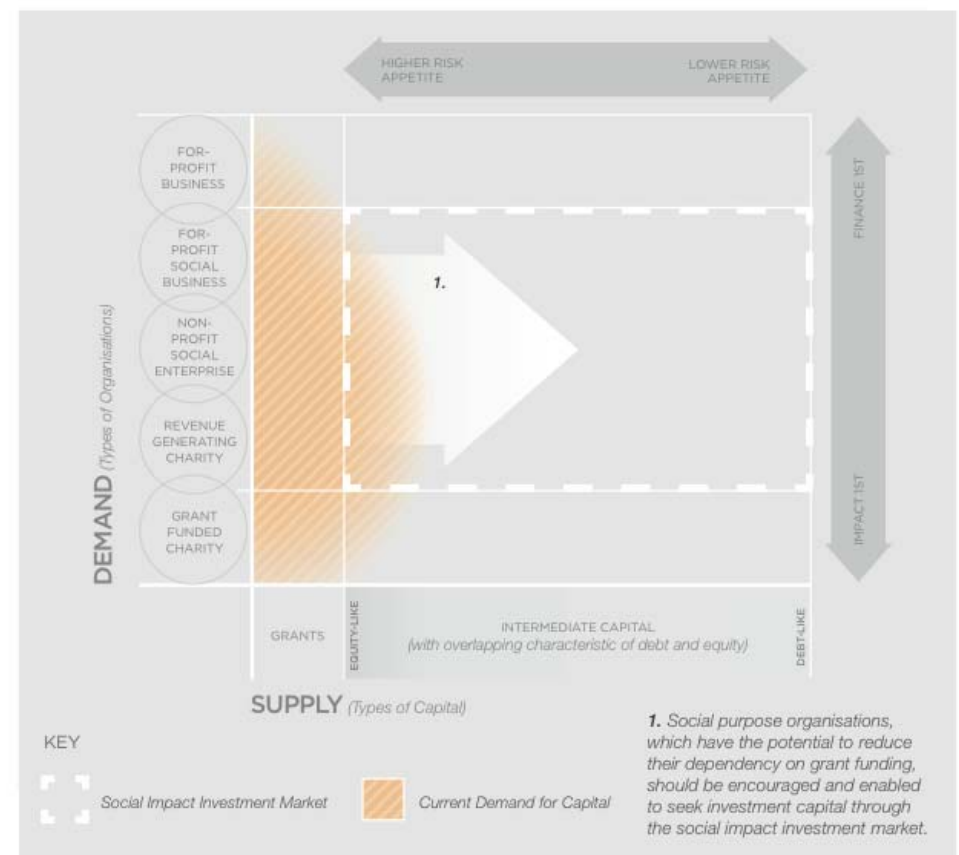 HIGHER RISK
APPETITE
LOWER RISK
APPETITE
FOR-
PROFIT
BUSINESS
FOR-
PROFIT
SOCIAL
BUSINESS
NON-
PROFIT
SOCIAL
ENTERPRISE
REVENUE
GENERATING
CHARITY
GRANT
FUNDED
CHARITY
DEMAND (Types of Organisations)
1.
FINANCE 1ST
IMPACT 1ST
GRANTS
EQUITY-LIKE
INTERMEDIATE CAPITAL
(with overlapping characteristic of debt and equity)
DEBT-LIKE
SUPPLY (Types of Capital)
KEY
Social Impact Investment Market
Current Demand for Capital
1. Social purpose organisations,
which have the potential to reduce
their dependency on grant funding,
should be encouraged and enabled
to seek investment capital through
the social impact investment market.